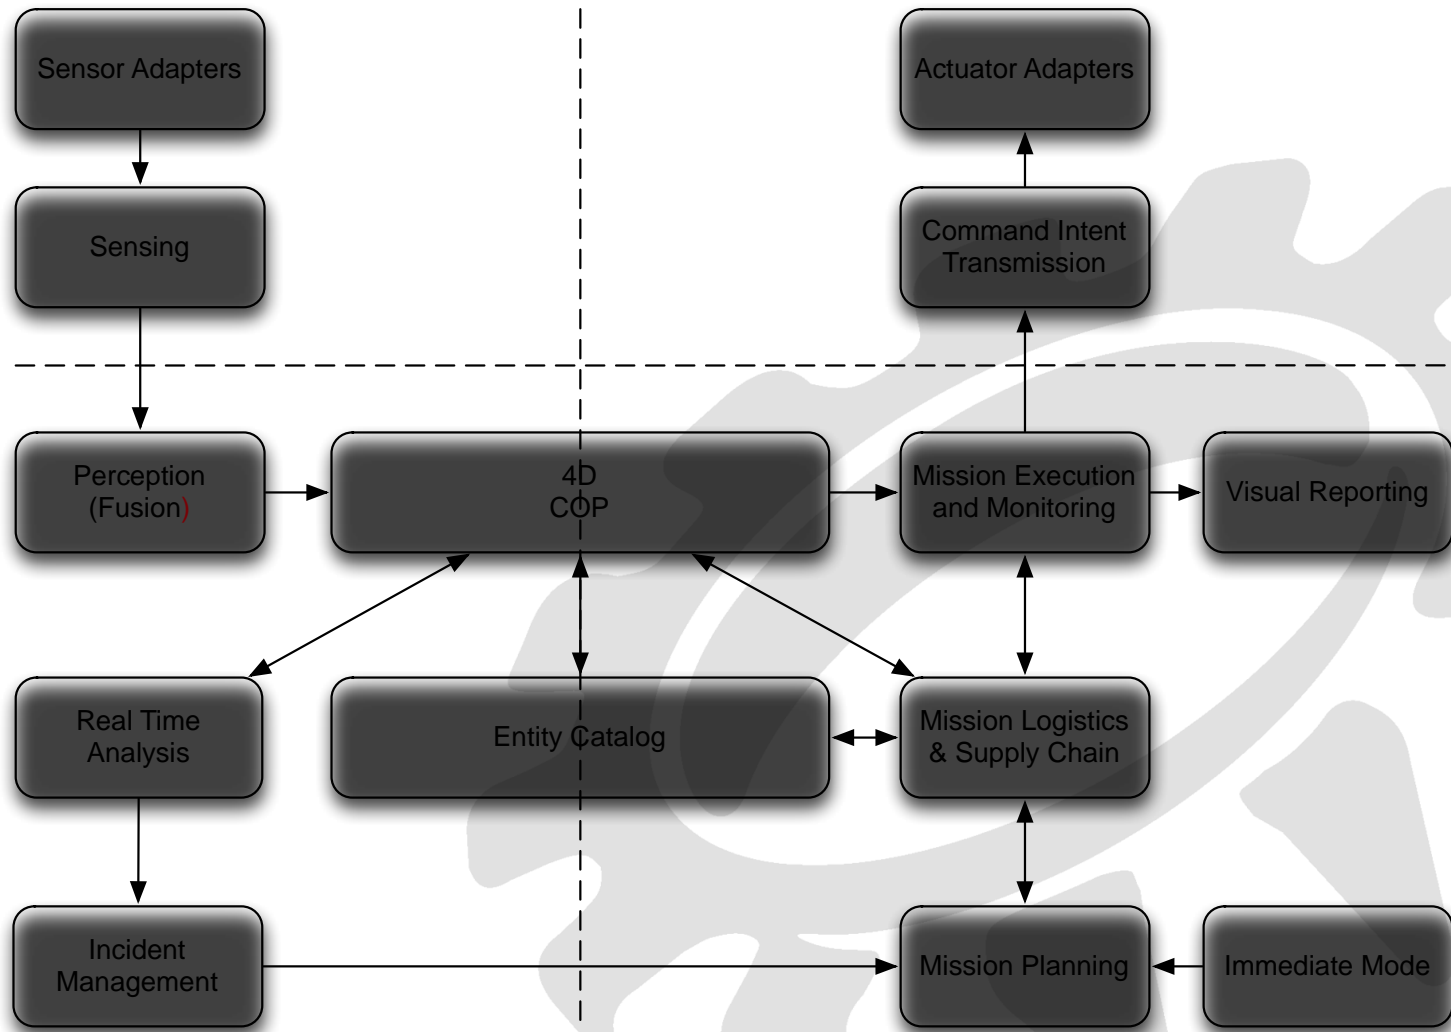 Sensor Adapters
Actuator Adapters
Sensing
Command Intent
Transmission
Perception
(Fusion)
4D
COP
Mission Execution
and Monitoring
Visual Reporting
Real Time
Analysis
Entity Catalog
Mission Logistics
& Supply Chain
Incident
Management
Mission Planning
Immediate Mode